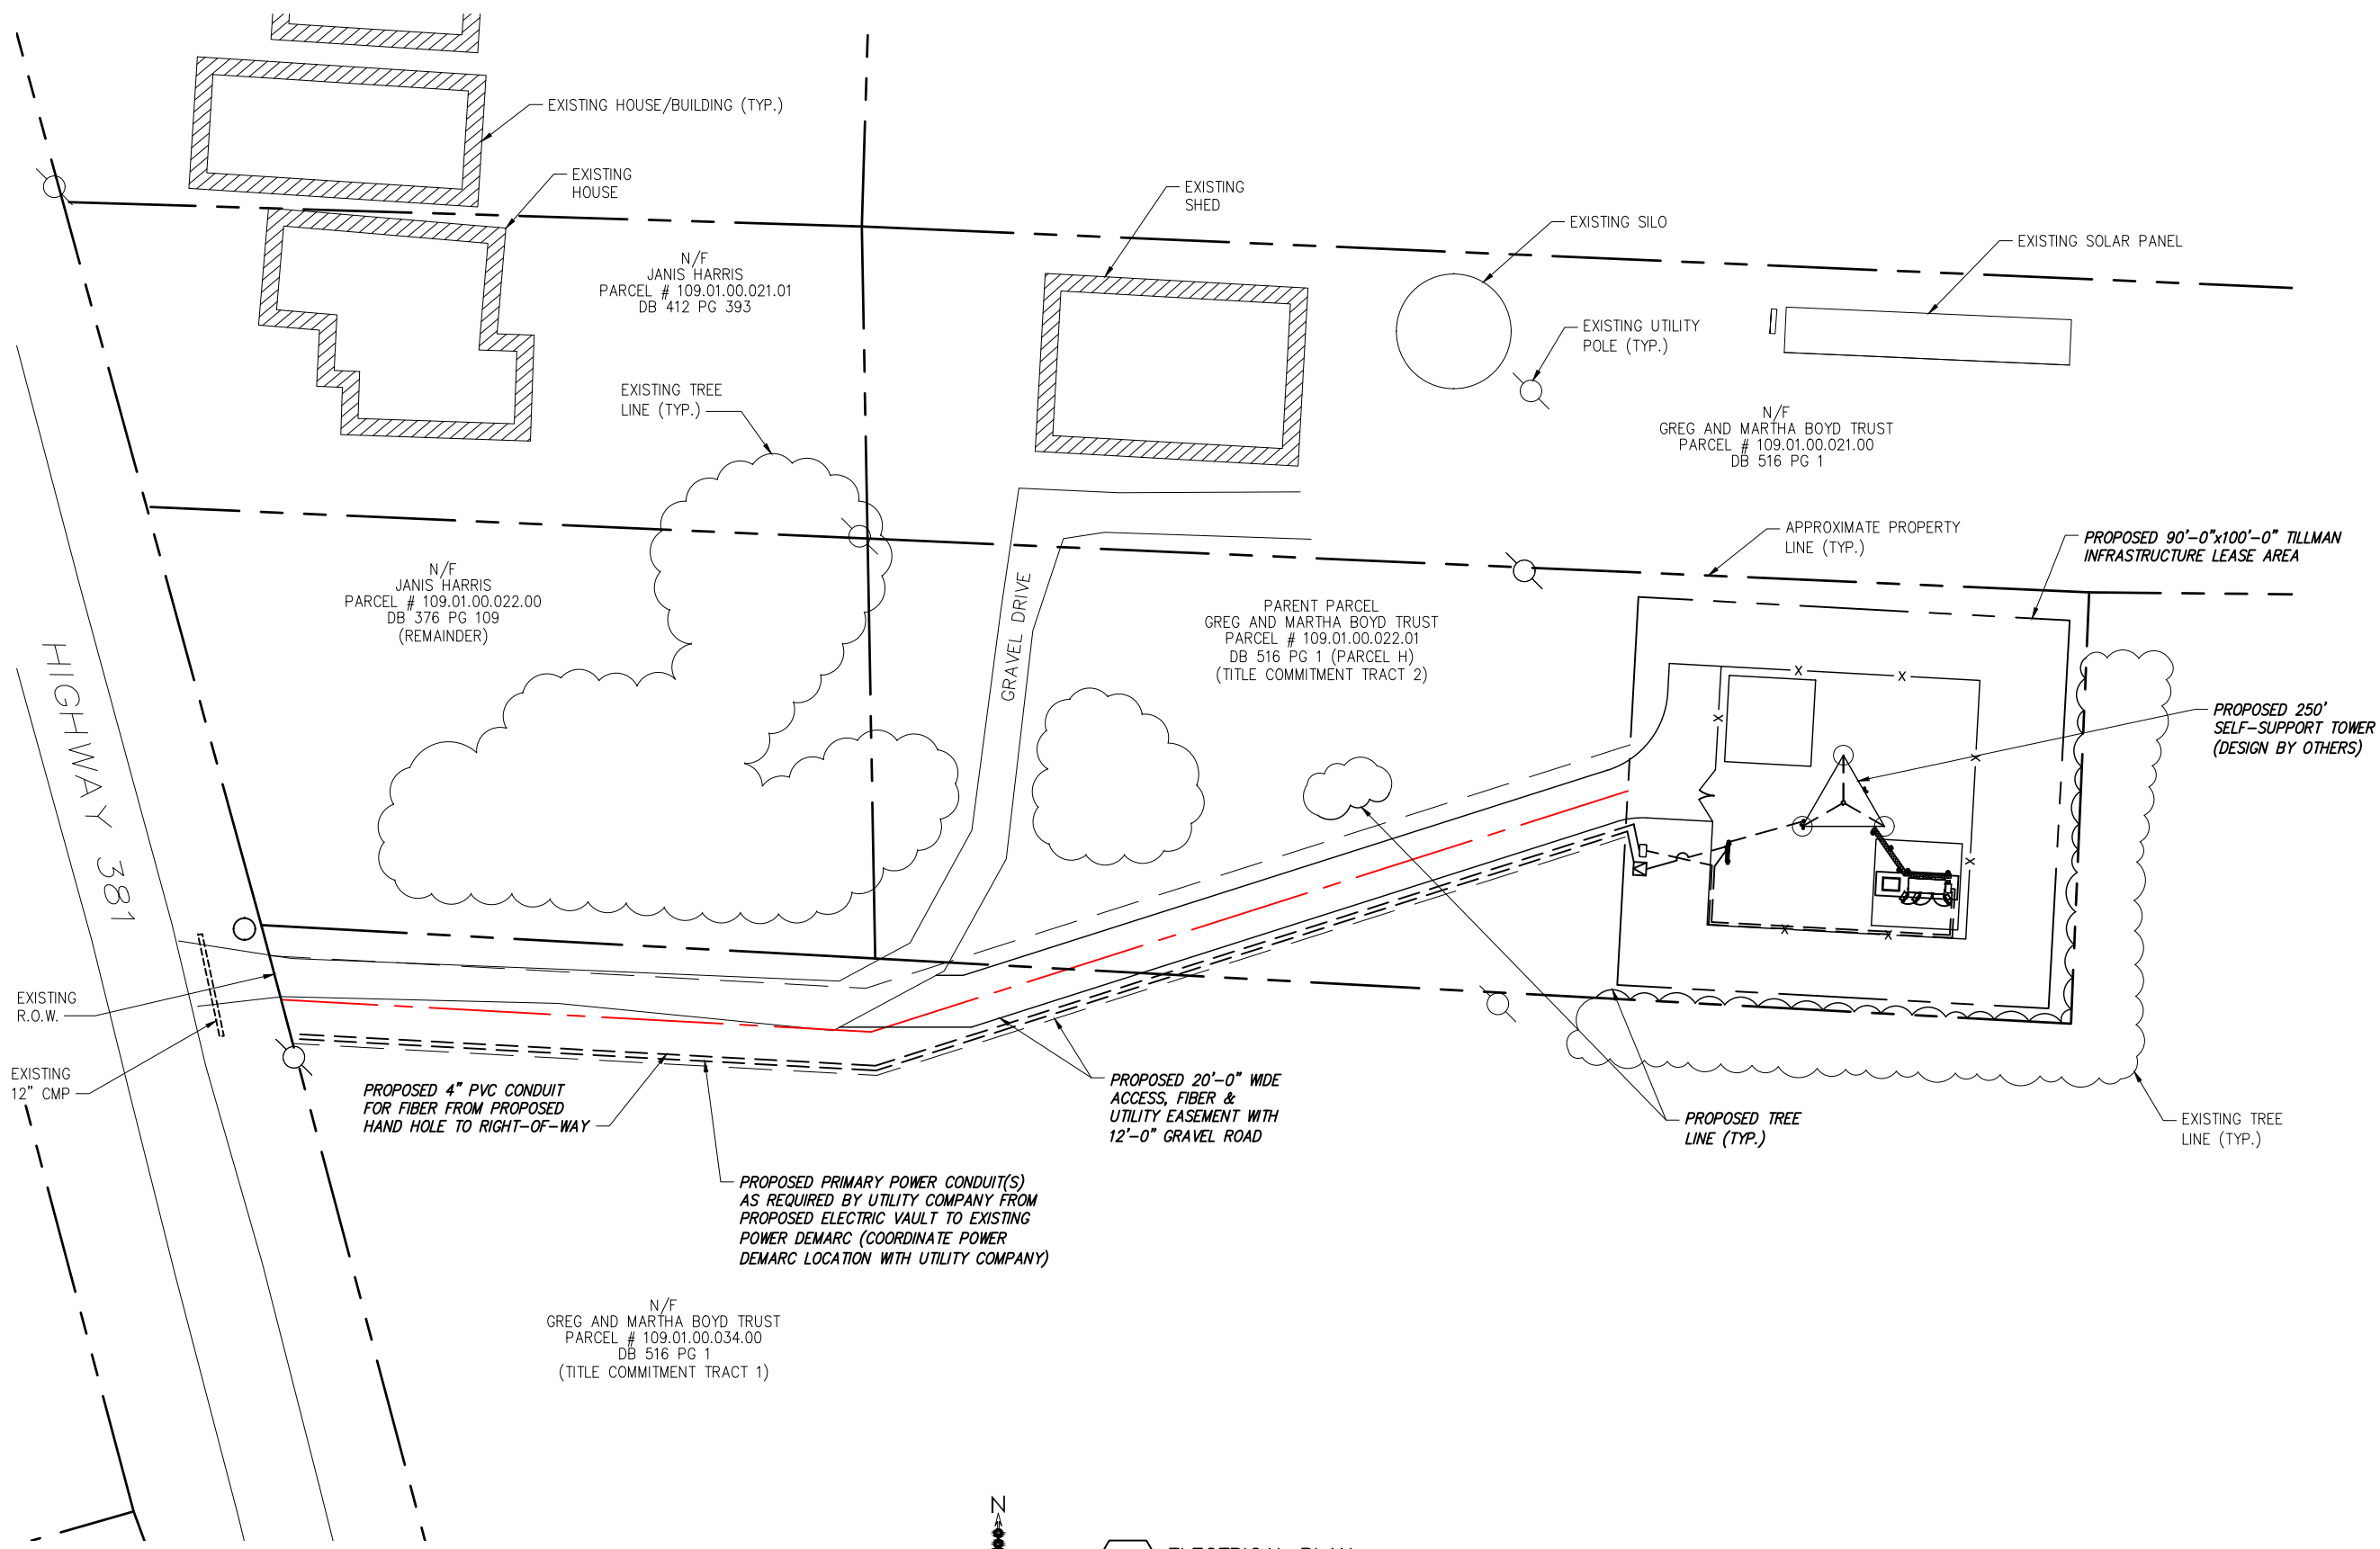 EXISTING HOUSE/BUILDING (TYP.)
EXISTING
HOUSE
EXISTING
SHED
EXISTING SILO
EXISTING SOLAR PANEL
N/F
JANIS HARRIS
PARCEL # 109.01.00.021.01
DB 412 PG 393
EXISTING UTILITY
POLE (TYP.)
EXISTING TREE
LINE (TYP.)
N/F
GREG AND MARTHA BOYD TRUST
PARCEL # 109.01.00.021.00
DB 516 PG 1
APPROXIMATE PROPERTY
LINE (TYP.)
PROPOSED 90'-0"x100'-0" TILLMAN
INFRASTRUCTURE LEASE AREA
N/F
JANIS HARRIS
PARCEL # 109.01.00.022.00
DB 376 PG 109
(REMAINDER)
GRAVEL DRIVE
PARENT PARCEL
GREG AND MARTHA BOYD TRUST
PARCEL # 109.01.00.022.01
DB 516 PG 1 (PARCEL H)
(TITLE COMMITMENT TRACT 2)
HIGHWAY 381
X X
X
X
X
X X
PROPOSED 250'
SELF-SUPPORT TOWER
(DESIGN BY OTHERS)
EXISTING
R.O.W.
EXISTING
12" CMP
PROPOSED 4" PVC CONDUIT
FOR FIBER FROM PROPOSED
HAND HOLE TO RIGHT-OF-WAY
PROPOSED 20'-0" WIDE
ACCESS, FIBER &
UTILITY EASEMENT WITH
12'-0" GRAVEL ROAD
PROPOSED TREE
LINE (TYP.)
EXISTING TREE
LINE (TYP.)
PROPOSED PRIMARY POWER CONDUIT(S)
AS REQUIRED BY UTILITY COMPANY FROM
PROPOSED ELECTRIC VAULT TO EXISTING
POWER DEMARC (COORDINATE POWER
DEMARC LOCATION WITH UTILITY COMPANY)
N/F
GREG AND MARTHA BOYD TRUST
PARCEL # 109.01.00.034.00
DB 516 PG 1
(TITLE COMMITMENT TRACT 1)
N
ELECTRICAL PLAN